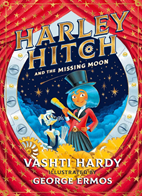 HARLEY
HITCH
AND THE MISSING MOON
VASHTI HARDY
ILLUSTRATED BY
GEORGE ERMOS